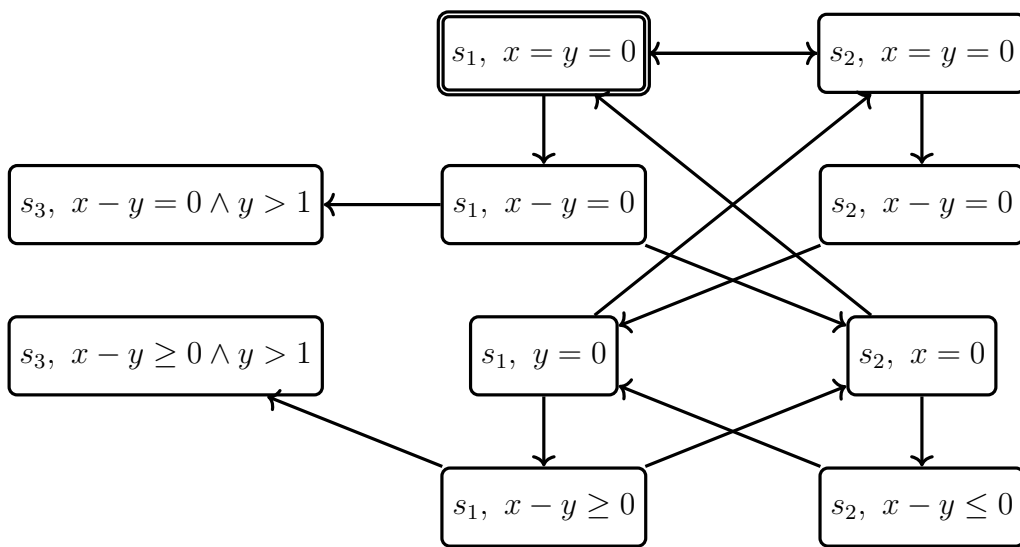 s₁, x = y = 0
s₂, x = y = 0
s₃, x − y = 0 ∧ y > 1
s₁, x − y = 0
s₂, x − y = 0
s₃, x − y ≥ 0 ∧ y > 1
s₁, y = 0
s₂, x = 0
s₁, x − y ≥ 0
s₂, x − y ≤ 0